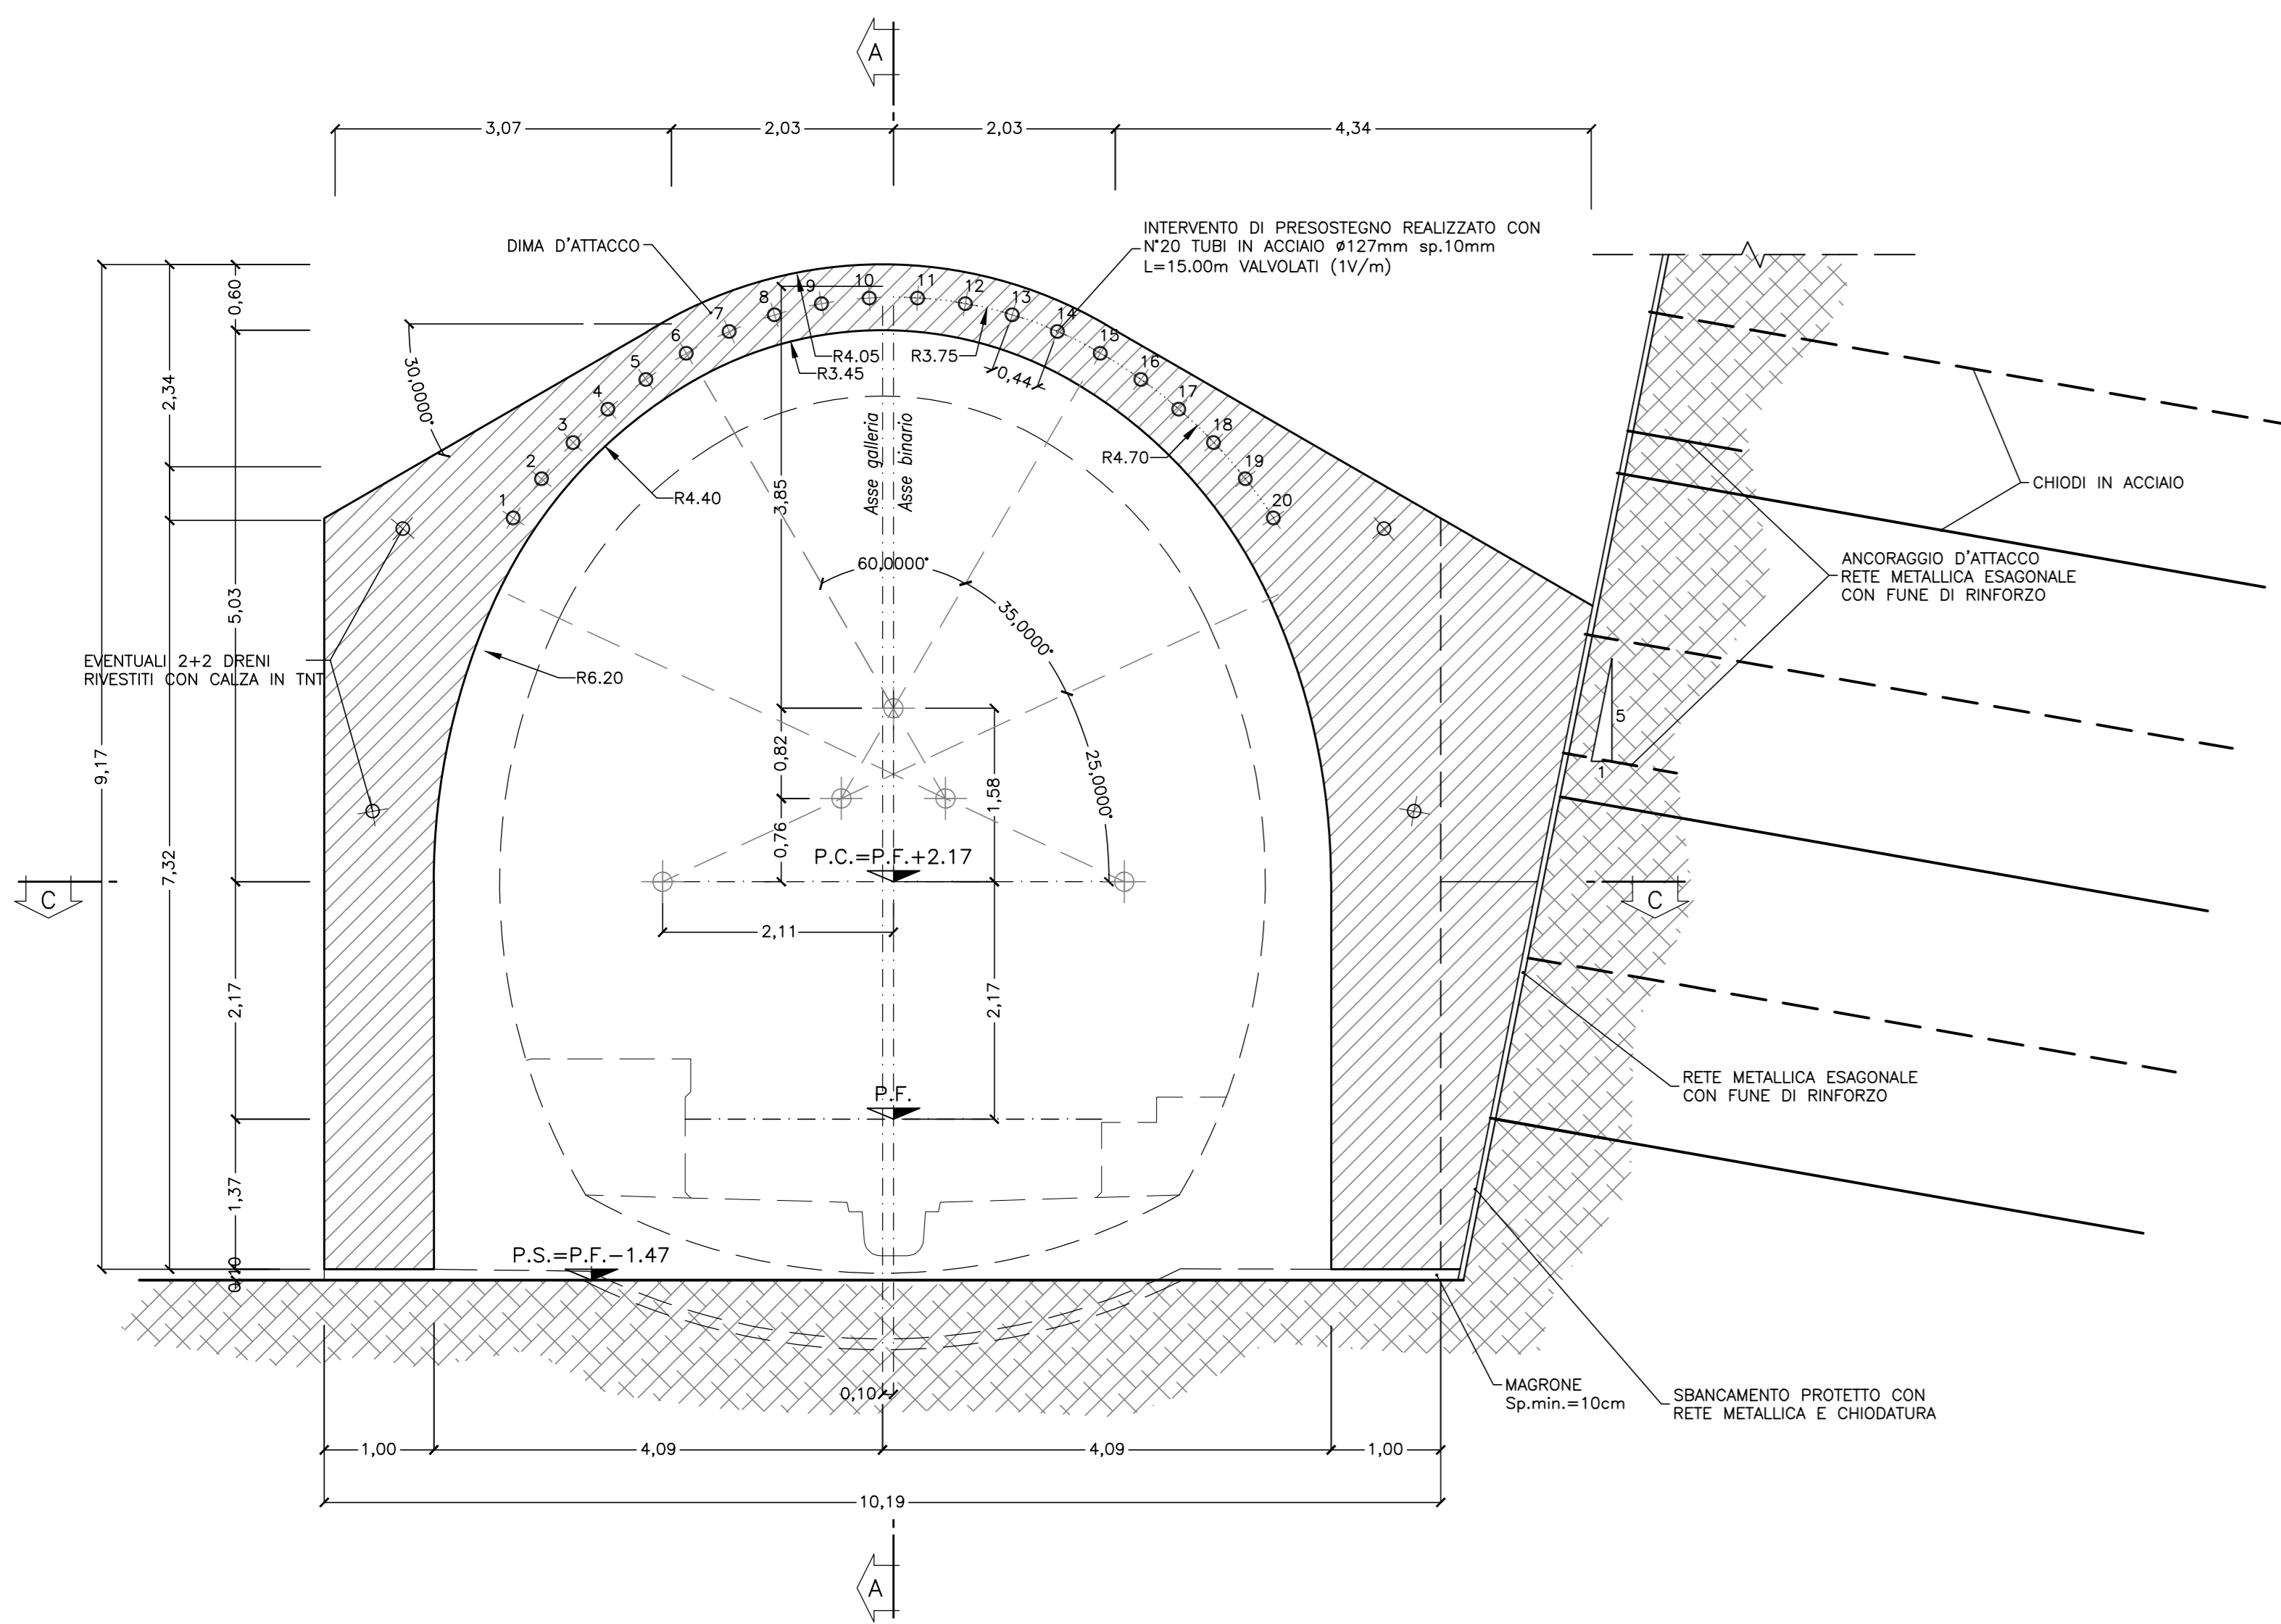 A
3,07
2,03
2,03
4,34
DIMA D'ATTACCO
INTERVENTO DI PRESOSTEGNO REALIZZATO CON
N°20 TUBI IN ACCIAIO ø127mm sp.10mm
L=15.00m VALVOLATI (1V/m)
0,60
2,34
30,0000°
5,03
9,17
7,32
1
2
3
4
5
6
7
8
9
10
11
12
13
14
15
16
17
18
19
20
R4.05
R3.45
R3.75
0,44
R4.70
R4.40
R6.20
3,85
Asse galleria
Asse binario
60,0000°
35,0000°
25,0000°
CHIODI IN ACCIAIO
ANCORAGGIO D'ATTACCO
RETE METALLICA ESAGONALE
CON FUNE DI RINFORZO
EVENTUALI 2+2 DRENI
RIVESTITI CON CALZA IN TNT
5
1
0,82
1,58
0,76
P.C.=P.F.+2.17
C
C
2,11
2,17
2,17
P.F.
RETE METALLICA ESAGONALE
CON FUNE DI RINFORZO
1,37
P.S.=P.F.-1.47
0,10
0,10
MAGRONE
Sp.min.=10cm
SBANCAMENTO PROTETTO CON
RETE METALLICA E CHIODATURA
1,00
4,09
4,09
1,00
10,19
A